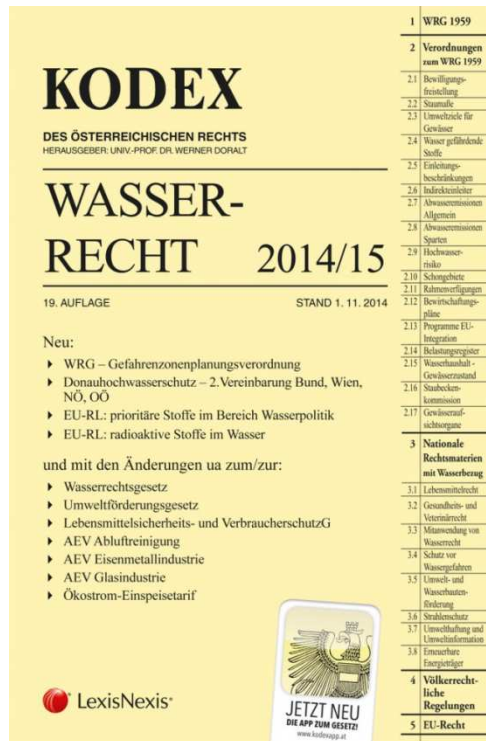 KODEX
DES ÖSTERREICHISCHEN RECHTS
HERAUSGEBER: UNIV.-PROF. DR. WERNER DORALT
WASSER-
RECHT 2014/15
19. AUFLAGE STAND 1. 11. 2014
Neu:
WRG – Gefahrenzonenplanungsverordnung
Donauhochwasserschutz – 2.Vereinbarung Bund, Wien,
NÖ, OÖ
EU-RL: prioritäre Stoffe im Bereich Wasserpolitik
EU-RL: radioaktive Stoffe im Wasser
und mit den Änderungen ua zum/zur:
Wasserrechtsgesetz
Umweltförderungsgesetz
Lebensmittelsicherheits- und VerbraucherschutzG
AEV Abluftreinigung
AEV Eisenmetallindustrie
AEV Glasindustrie
Ökostrom-Einspeisetarif
LexisNexis®
JETZT NEU
DIE APP ZUM GESETZ!
www.kodexapp.at
1 WRG 1959
2 Verordnungen
zum WRG 1959
2.1 Bewilligungs-
freistellung
2.2 Staumaße
2.3 Umweltziele für
Gewässer
2.4 Wasser gefährdende
Stoffe
2.5 Einleitungs-
beschränkungen
2.6 Indirekteinleiter
2.7 Abwasseremissionen
Allgemein
2.8 Abwasseremissionen
Sparten
2.9 Hochwasser-
risiko
2.10 Schongebiete
2.11 Rahmenverfügungen
2.12 Bewirtschaftungs-
pläne
2.13 Programme EU-
Integration
2.14 Belastungsregister
2.15 Wasserhaushalt -
Gewässerzustand
2.16 Staubecken-
kommission
2.17 Gewässerauf-
sichtsorgane
3 Nationale
Rechtsmaterien
mit Wasserbezug
3.1 Lebensmittelrecht
3.2 Gesundheits- und
Veterinärrecht
3.3 Mitanwendung von
Wasserrecht
3.4 Schutz vor
Wassergefahren
3.5 Umwelt- und
Wasserbauten-
förderung
3.6 Strahlenschutz
3.7 Umwelthaftung und
Umweltinformation
3.8 Erneuerbare
Energieträger
4 Völkerrecht-
liche
Regelungen
5 EU-Recht